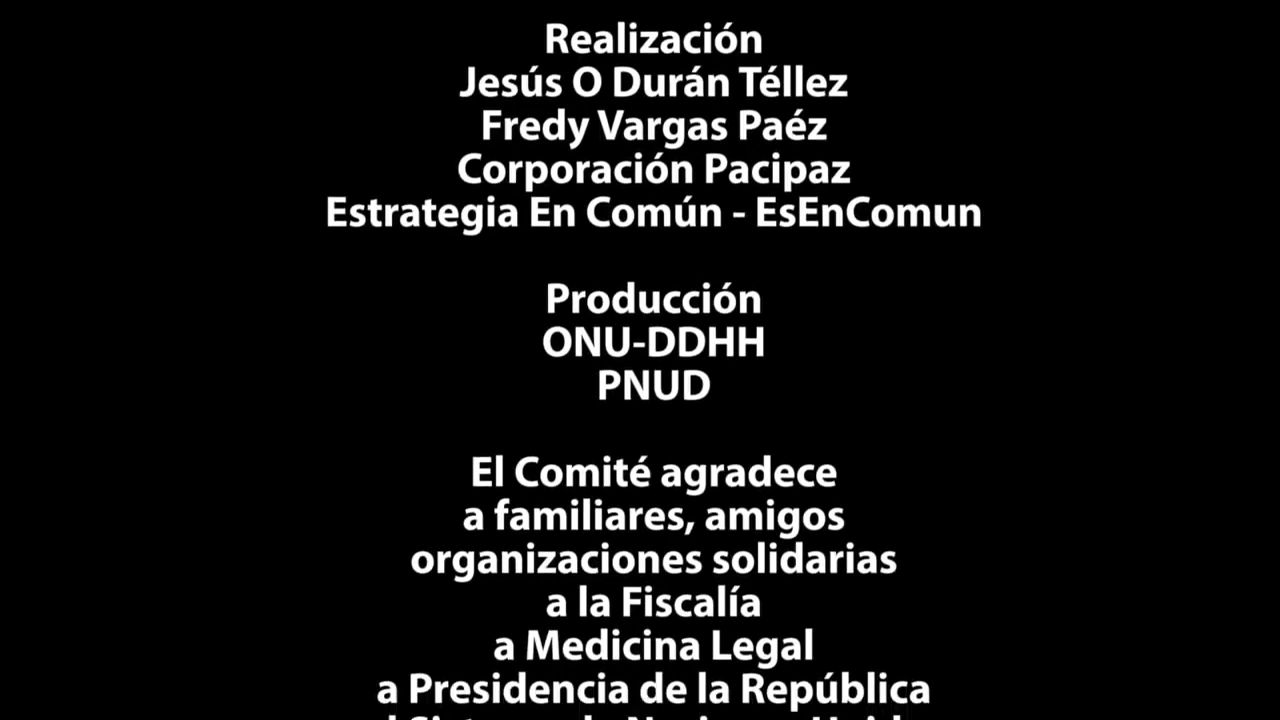 Realización
Jesús O Durán Téllez
Fredy Vargas Paéz
Corporación Pacipaz
Estrategia En Común - EsEnComun
Producción
ONU-DDHH
PNUD
El Comité agradece
a familiares, amigos
organizaciones solidarias
a la Fiscalía
a Medicina Legal
a Presidencia de la República